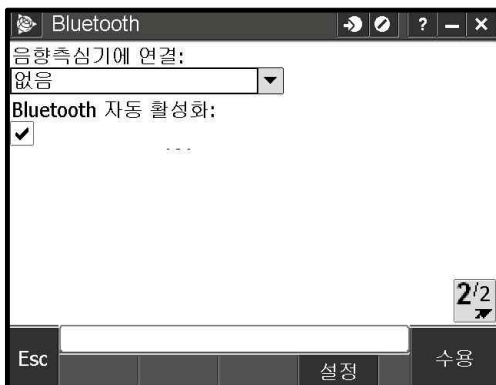 Bluetooth
? – ×
음향측심기에 연결:
없음
Bluetooth 자동 활성화:
2/2
Esc
설정
수용